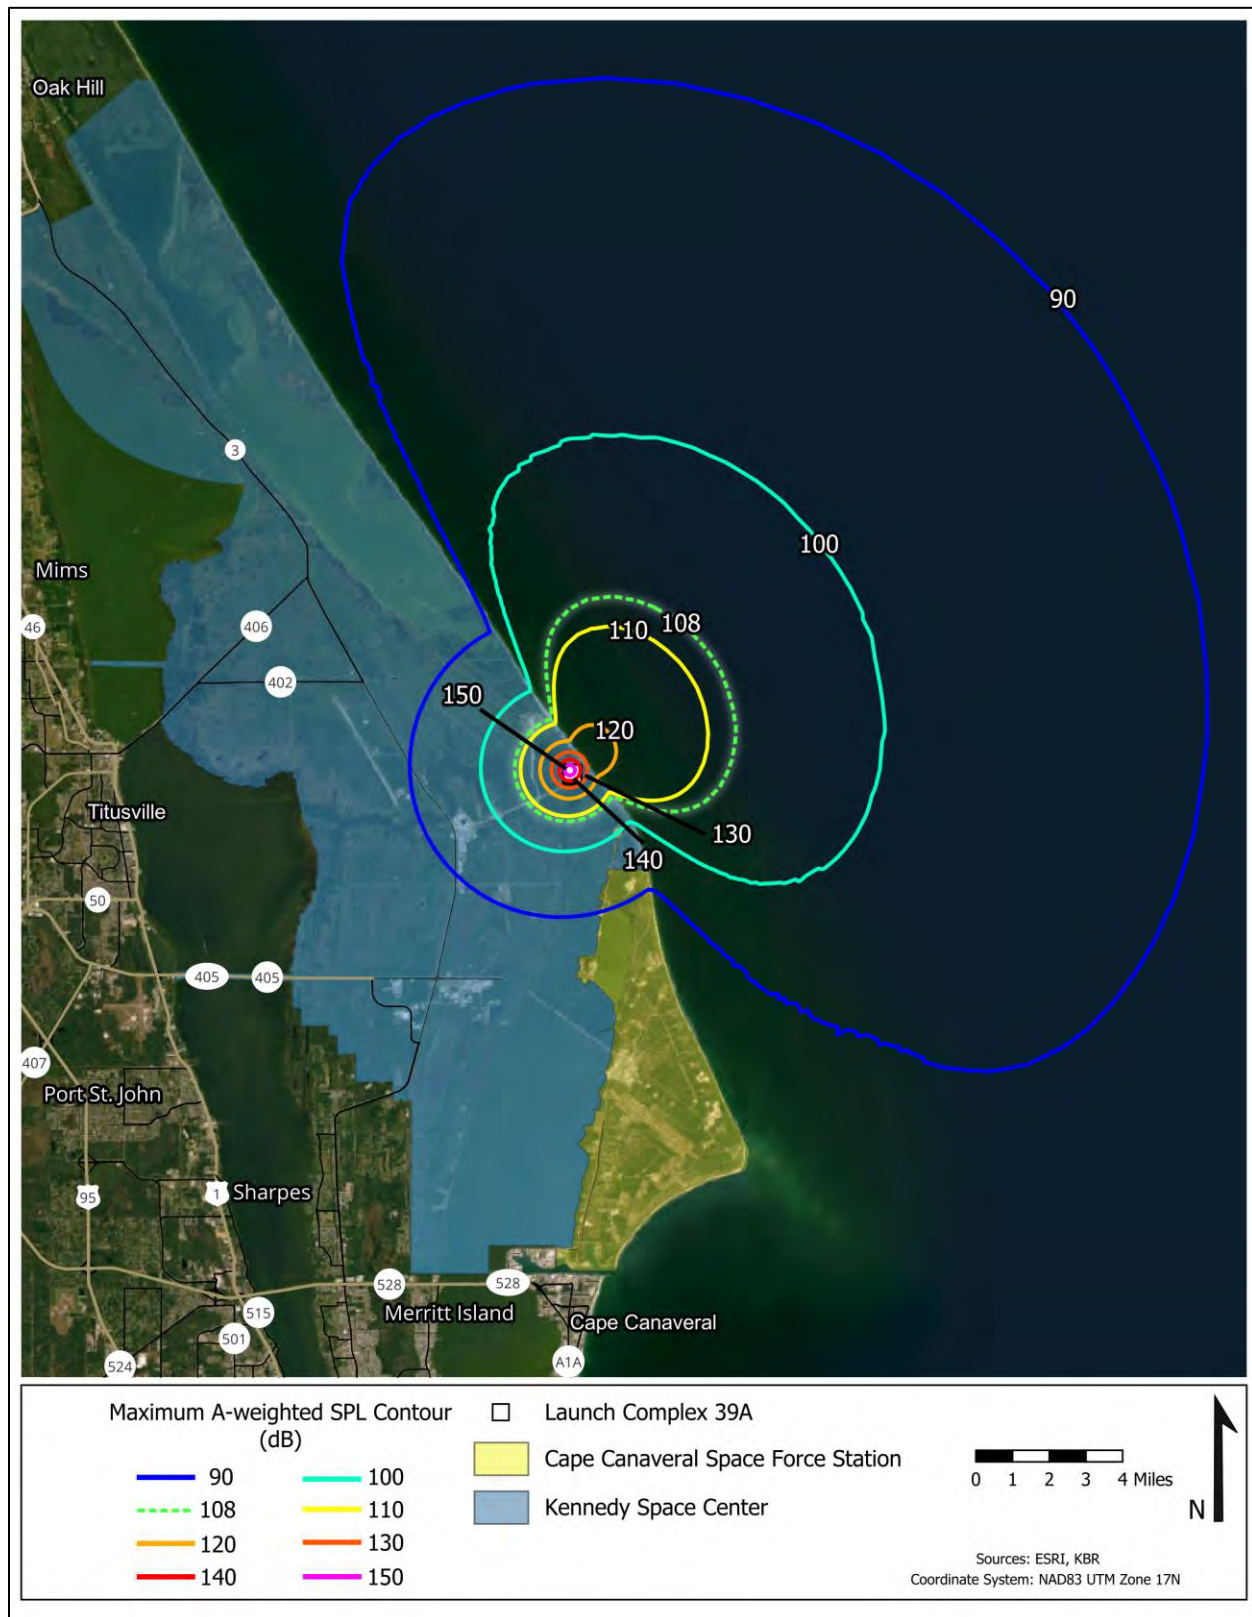 Oak Hill
90
3
100
Mims
46
406
108
110
402
150
120
Titusville
130
140
50
405
405
407
Port St. John
95
1
Sharpes
528
528
515
Merritt Island
Cape Canaveral
501
524
A1A
Maximum A-weighted SPL Contour
(dB)
90
100
108
110
120
130
140
150
Launch Complex 39A
Cape Canaveral Space Force Station
Kennedy Space Center
0 1 2 3 4 Miles
N
Sources: ESRI, KBR
Coordinate System: NAD83 UTM Zone 17N